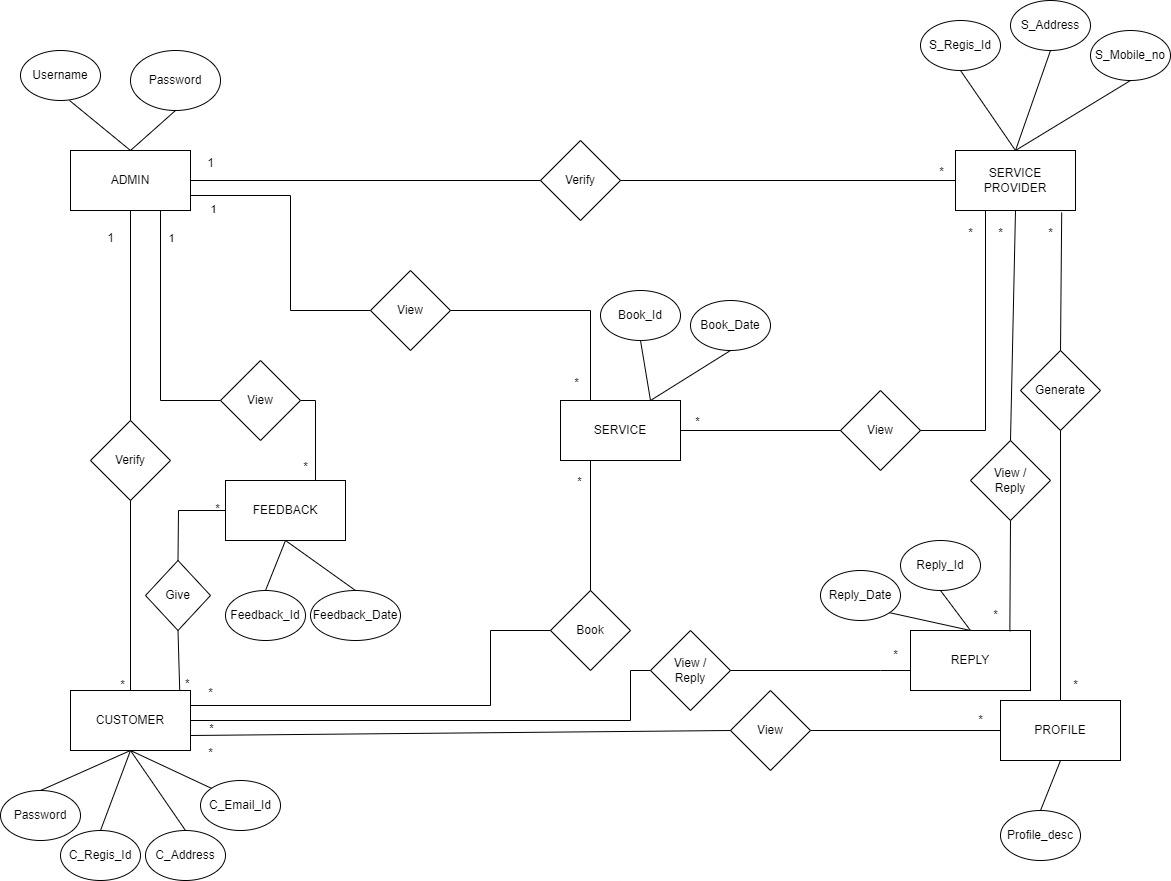 S_Address
S_Regis_Id
S_Mobile_no
Username
Password
1
*
ADMIN
Verify
SERVICE
PROVIDER
1
1
1
*
*
*
View
Book_Id
Book_Date
*
View
Generate
*
SERVICE
View
Verify
*
*
View /
Reply
FEEDBACK
*
Give
Feedback_Id
Feedback_Date
Reply_Id
Reply_Date
*
Book
*
REPLY
View /
Reply
*
*
*
*
CUSTOMER
*
*
View
*
PROFILE
Password
C_Email_Id
C_Regis_Id
C_Address
Profile_desc